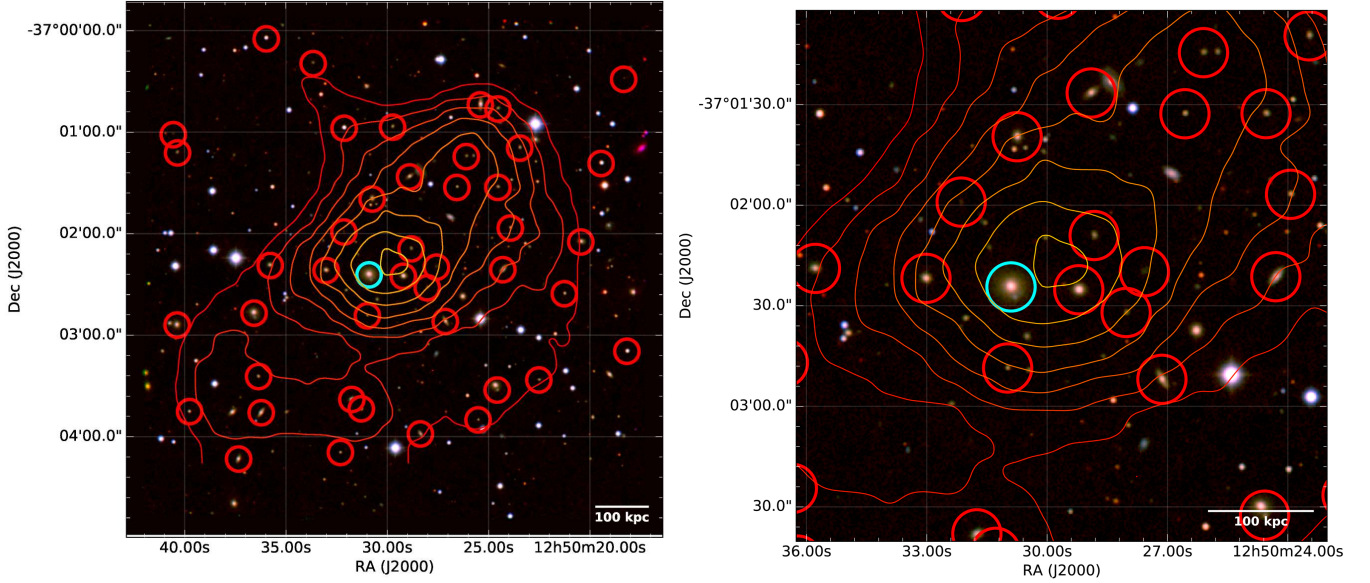 -37°00'00.0"
01'00.0"
02'00.0"
03'00.0"
04'00.0"
Dec (J2000)
40.00s 35.00s 30.00s 25.00s 12h50m20.00s
RA (J2000)
100 kpc
-37°01'30.0"
02'00.0"
30.0"
03'00.0"
30.0"
Dec (J2000)
36.00s 33.00s 30.00s 27.00s 12h50m24.00s
RA (J2000)
100 kpc